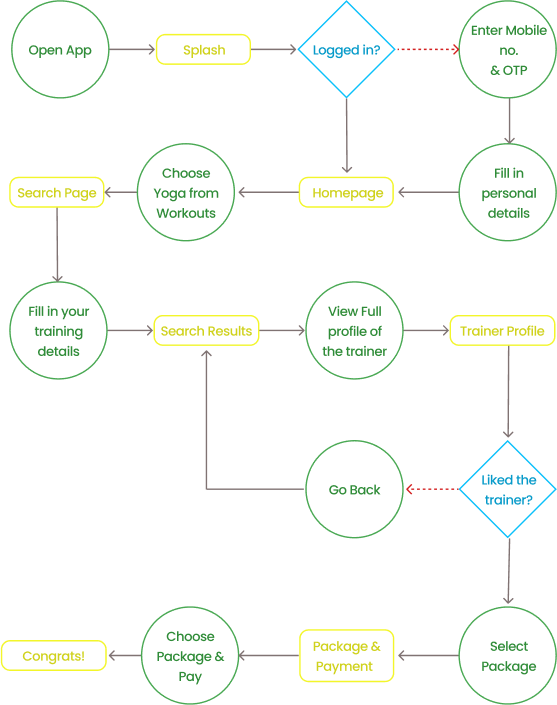 Open App
Splash
Logged in?
Enter Mobile
no.
& OTP
Search Page
Choose
Yoga from
Workouts
Homepage
Fill in
personal
details
Fill in your
training
details
Search Results
View Full
profile of
the trainer
Trainer Profile
Go Back
Liked the
trainer?
Congrats!
Choose
Package &
Pay
Package &
Payment
Select
Package